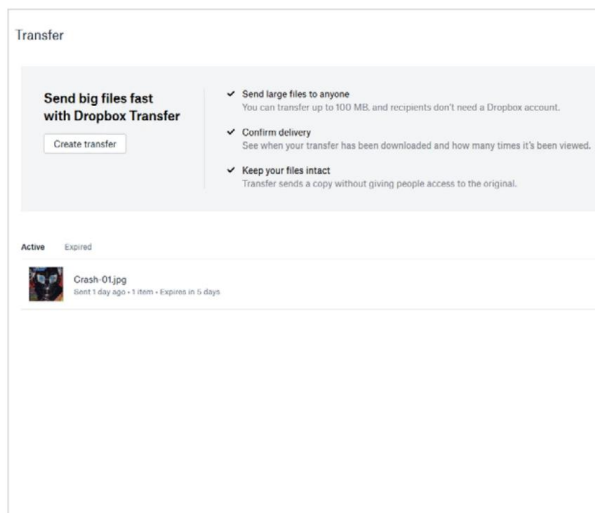 Transfer
Send big files fast
with Dropbox Transfer
Create transfer
✓ Send large files to anyone
You can transfer up to 100 MB, and recipients don't need a Dropbox account.
✓ Confirm delivery
See when your transfer has been downloaded and how many times it's been viewed.
✓ Keep your files intact
Transfer sends a copy without giving people access to the original.
Active Expired
Crash-01.jpg
Sent 1 day ago • 1 item • Expires in 5 days